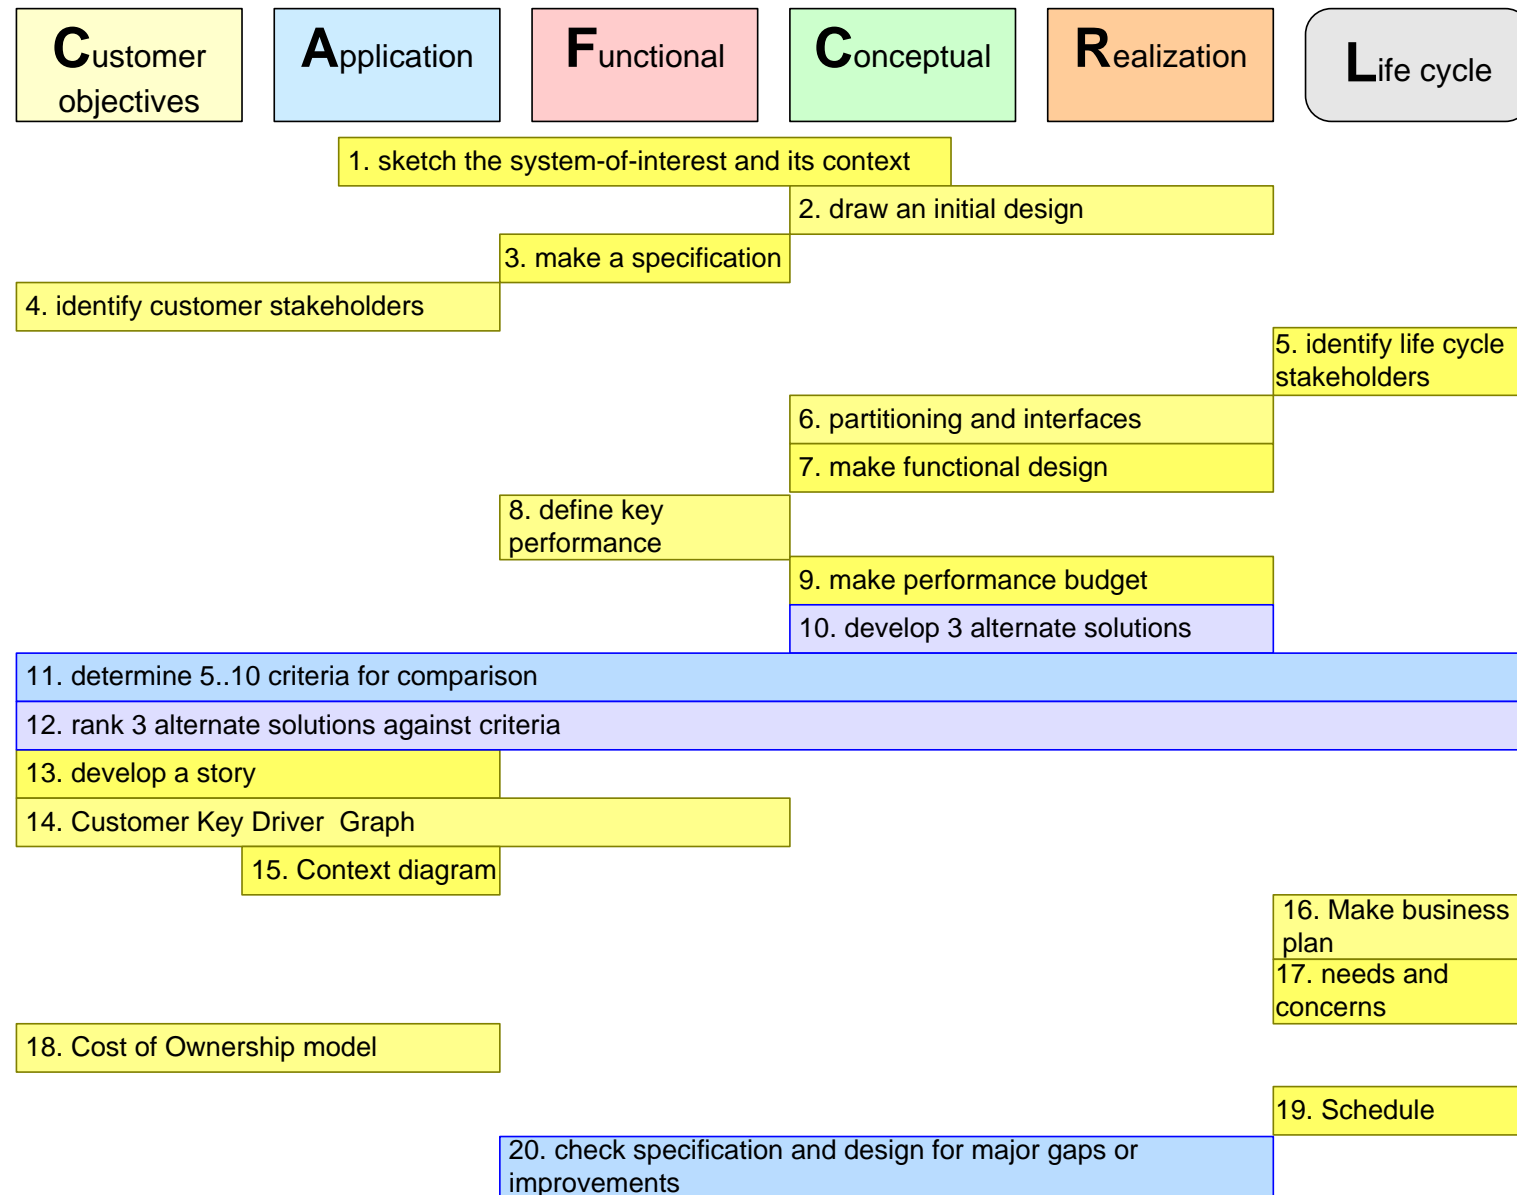 Customer
objectives
Application
Functional
Conceptual
Realization
Life cycle
1. sketch the system-of-interest and its context
2. draw an initial design
3. make a specification
4. identify customer stakeholders
5. identify life cycle
stakeholders
6. partitioning and interfaces
7. make functional design
8. define key
performance
9. make performance budget
10. develop 3 alternate solutions
11. determine 5..10 criteria for comparison
12. rank 3 alternate solutions against criteria
13. develop a story
14. Customer Key Driver  Graph
15. Context diagram
16. Make business
plan
17. needs and
concerns
18. Cost of Ownership model
19. Schedule
20. check specification and design for major gaps or
improvements